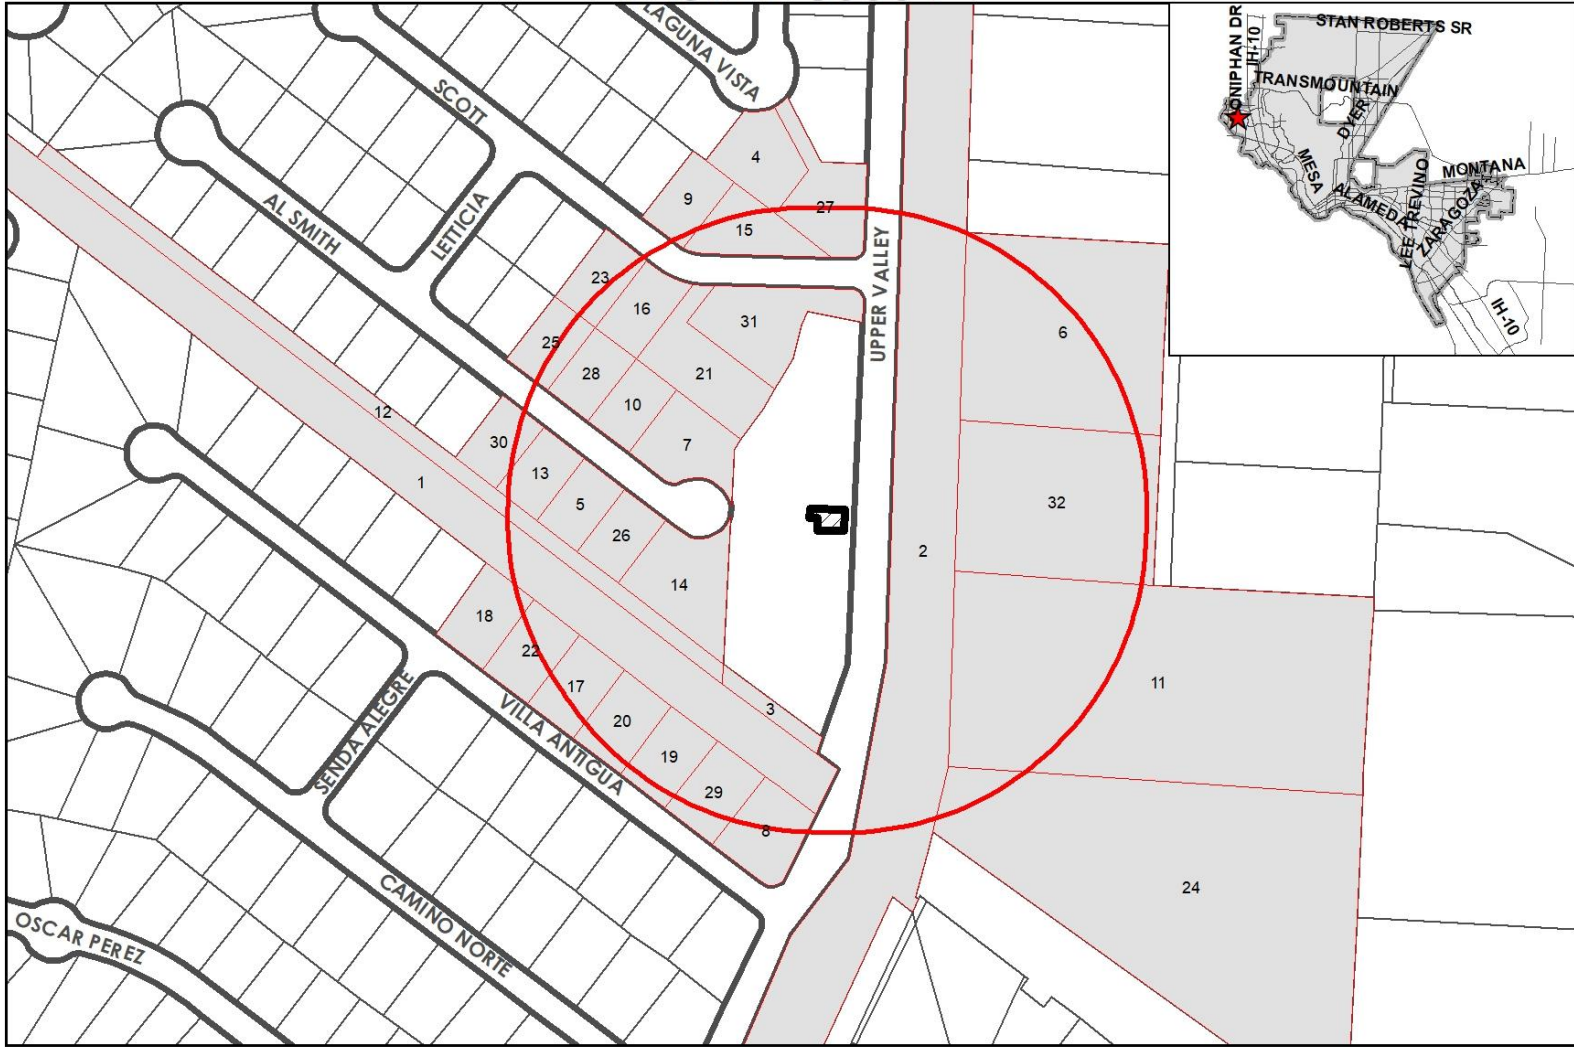 LAGUNA VISTA
SCOTT
AL SMITH
LETTICIA
UPPER VALLEY
VILLA ANTIGUA
SENDA ALEGRE
CAMINO NORTE
OSCAR PEREZ
4
9
27
15
23
16
31
6
25
28
21
10
12
30
7
13
1
5
32
26
2
14
18
22
17
11
3
20
19
29
8
24
STAN ROBERTS SR
ONIPHAN DR
IH-10
TRANSMOUNTAIN
DYER
MESA
MONTANA
ALAMEDA
LEE TREVINO
ZARAGOZA
IH-10